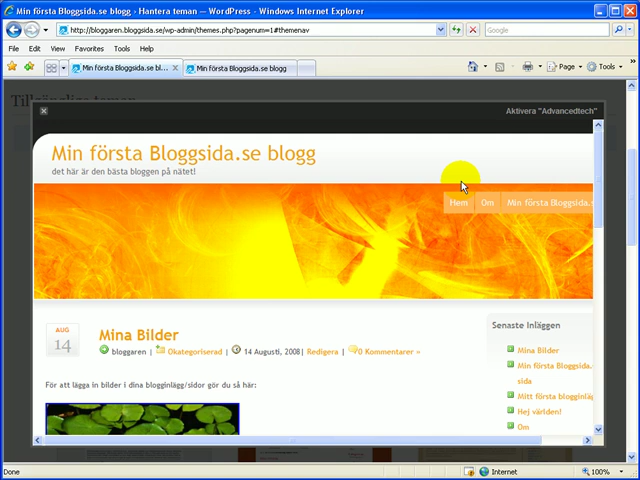 Min första Bloggsida.se blogg › Hantera teman — WordPress - Windows Internet Explorer
http://bloggaren.bloggsida.se/wp-admin/themes.php?pagenum=1#themenav
Google
File Edit View Favorites Tools Help
Min första Bloggsida.se bl...
Min första Bloggsida.se blogg
Page
Tools
Aktivera "Advancedtech"
Min första Bloggsida.se blogg
det här är den bästa bloggen på nätet!
Hem Om Min första Bloggsida.s
AUG
14
Mina Bilder
bloggaren | Okategoriserad | 14 Augusti, 2008| Redigera | 0 Kommentarer »
För att lägga in bilder i dina blogginlägg/sidor gör du så här:
Senaste Inläggen
Mina Bilder
Min första Bloggsida.
sida
Mitt första blogginläg
Hej världen!
Om
Done
Internet
100%